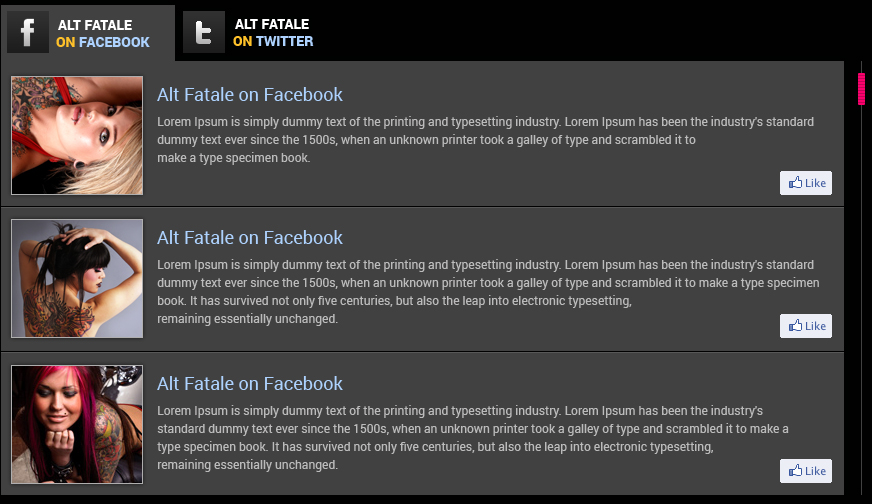 ALT FATALE
ON FACEBOOK
ALT FATALE
ON TWITTER
Alt Fatale on Facebook
Lorem Ipsum is simply dummy text of the printing and typesetting industry. Lorem Ipsum has been the industry's standard
dummy text ever since the 1500s, when an unknown printer took a galley of type and scrambled it to
make a type specimen book.
Like
Alt Fatale on Facebook
Lorem Ipsum is simply dummy text of the printing and typesetting industry. Lorem Ipsum has been the industry's standard
dummy text ever since the 1500s, when an unknown printer took a galley of type and scrambled it to make a type specimen
book. It has survived not only five centuries, but also the leap into electronic typesetting,
remaining essentially unchanged.
Like
Alt Fatale on Facebook
Lorem Ipsum is simply dummy text of the printing and typesetting industry. Lorem Ipsum has been the industry's
standard dummy text ever since the 1500s, when an unknown printer took a galley of type and scrambled it to make a
type specimen book. It has survived not only five centuries, but also the leap into electronic typesetting,
remaining essentially unchanged.
Like